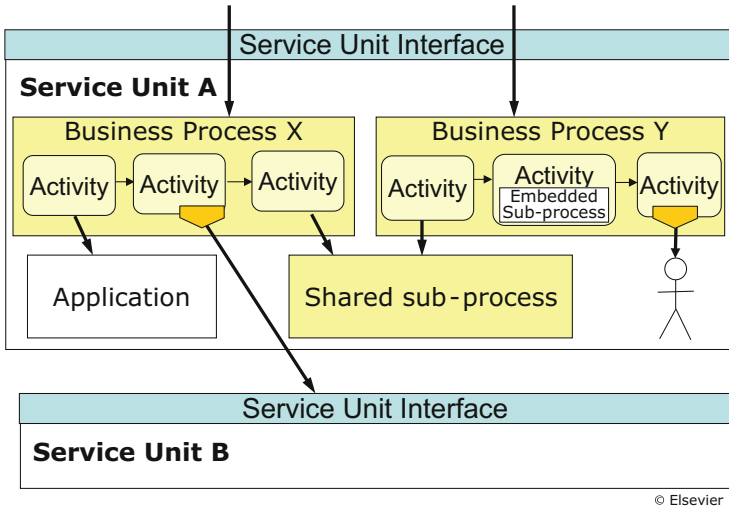 Service Unit Interface
Service Unit A
Business Process X
Activity
Activity
Activity
Business Process Y
Activity
Activity
Embedded
Sub-process
Activity
Application
Shared sub-process
Service Unit Interface
Service Unit B
© Elsevier